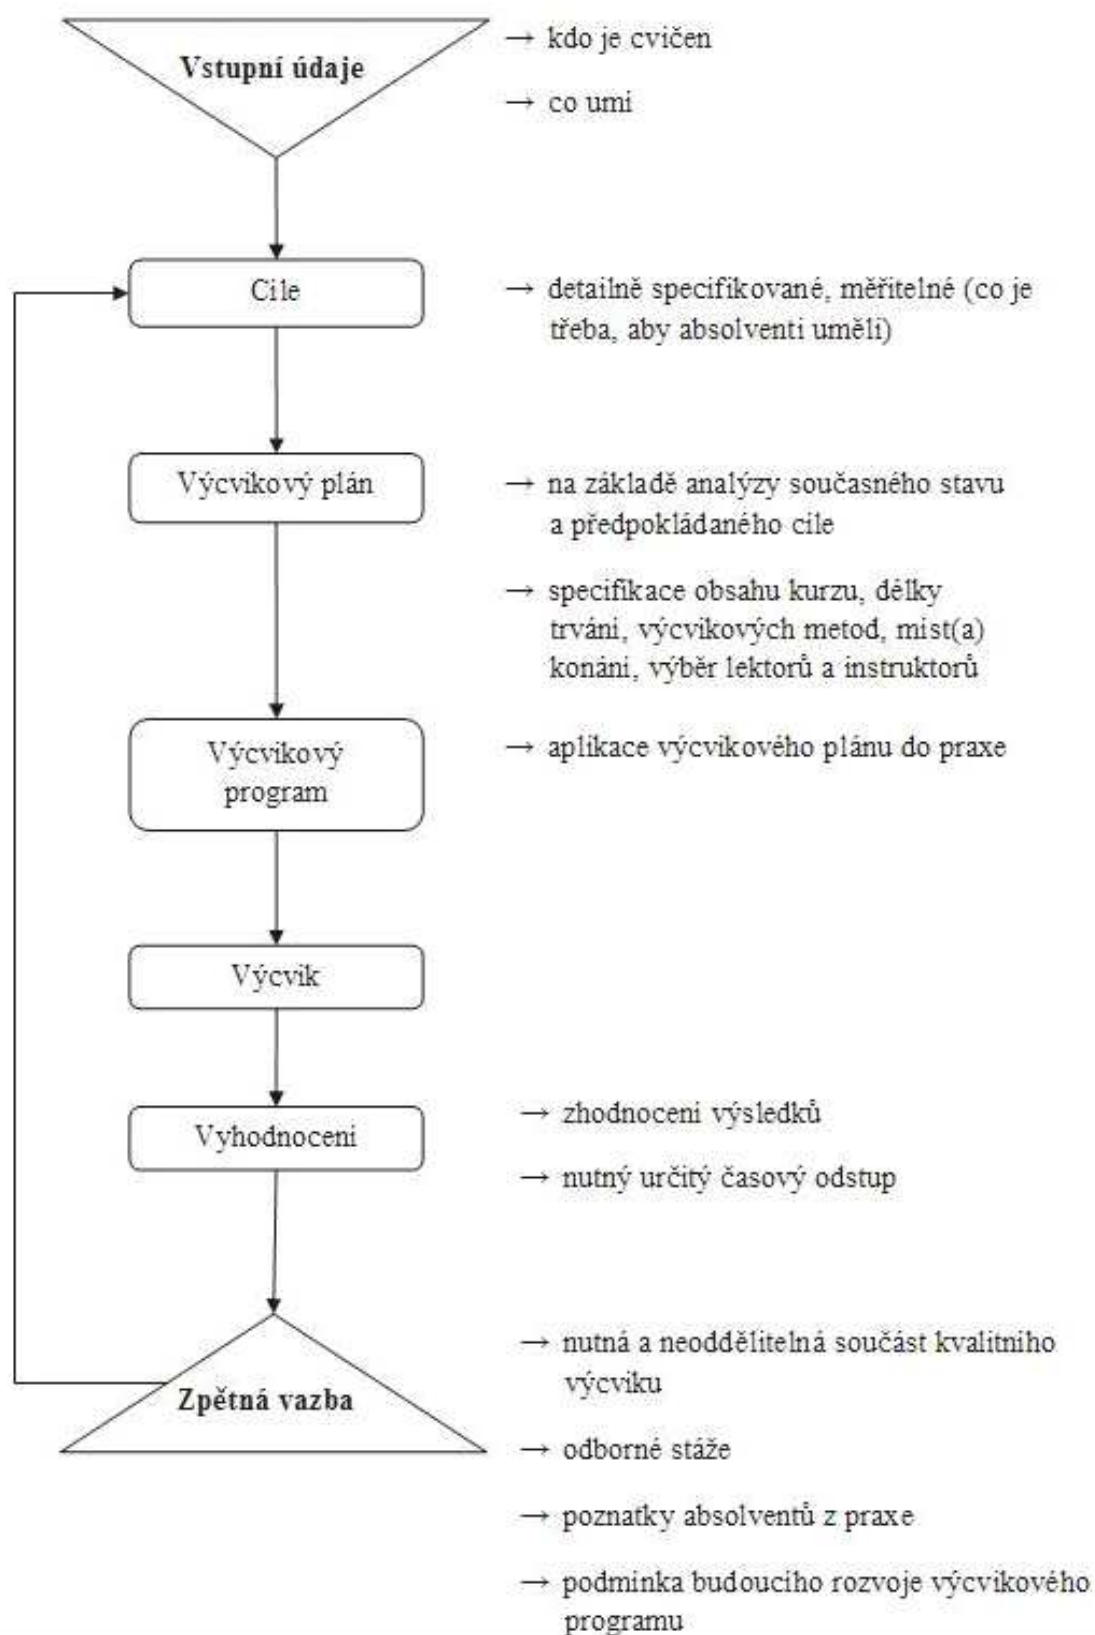 Vstupní údaje
→ kdo je cvičen
→ co umí
Cíle
→ detailně specifikované, měřitelné (co je
třeba, aby absolventi uměli)
Výcvikový plán
→ na základě analýzy současného stavu
a předpokládaného cíle
→ specifikace obsahu kurzu, délky
trvání, výcvikových metod, míst(a)
konání, výběr lektorů a instruktorů
Výcvikový
program
→ aplikace výcvikového plánu do praxe
Výcvik
Vyhodnocení
→ zhodnocení výsledků
→ nutný určitý časový odstup
Zpětná vazba
→ nutná a neoddělitelná součást kvalitního
výcviku
→ odborné stáže
→ poznatky absolventů z praxe
→ podmínka budoucího rozvoje výcvikového
programu